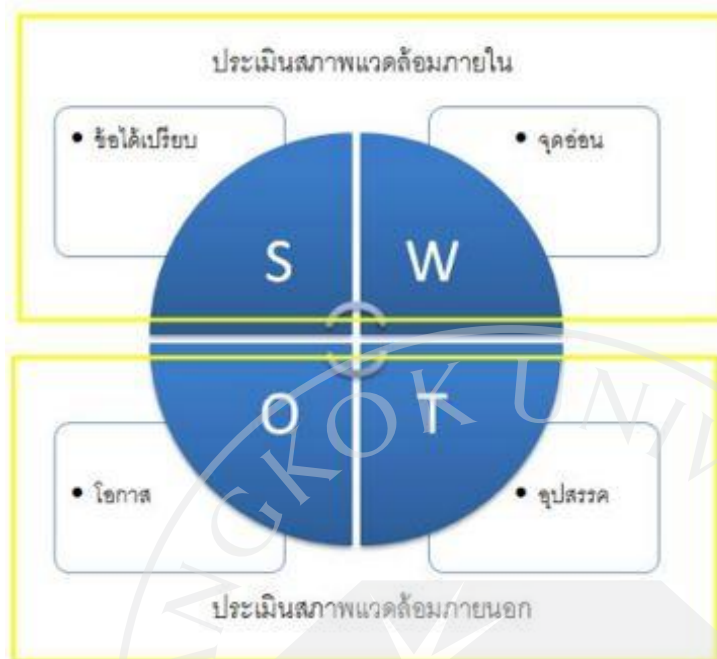 ประเมินสภาพแวดล้อมภายใน
• ข้อได้เปรียบ
• จุดอ่อน
S
W
O
T
• โอกาส
• อุปสรรค
ประเมินสภาพแวดล้อมภายนอก
NGKOK UNIV